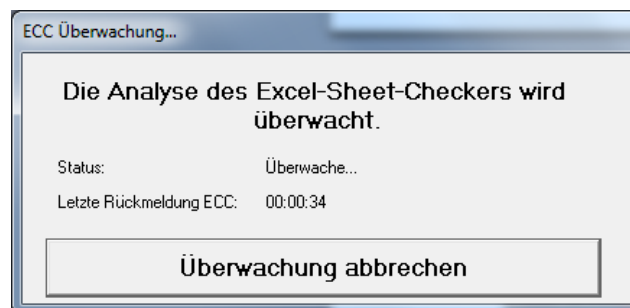 ECC Überwachung...
Die Analyse des Excel-Sheet-Checkers wird
überwacht.
Status: Überwache...
Letzte Rückmeldung ECC: 00:00:34
Überwachung abbrechen